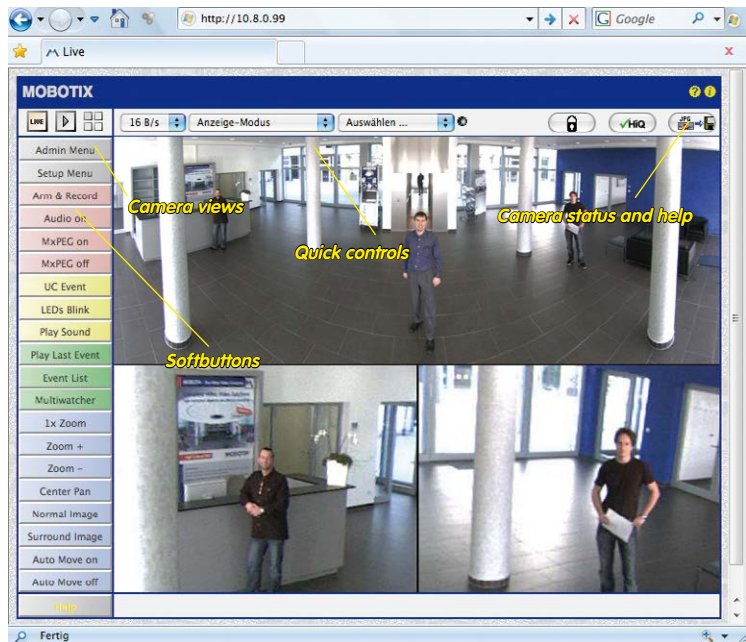 http://10.8.0.99
Google
Live
MOBOTIX
LIVE
16 B/s
Anzeige-Modus
Auswählen ...
HiQ
JPG
Admin Menu
Setup Menu
Arm & Record
Audio on
MxPEG on
MxPEG off
UC Event
LEDs Blink
Play Sound
Play Last Event
Event List
Multiwatcher
1x Zoom
Zoom +
Zoom –
Center Pan
Normal Image
Surround Image
Auto Move on
Auto Move off
Help
Camera views
Quick controls
Camera status and help
Softbuttons
MOBOTIX
Fertig